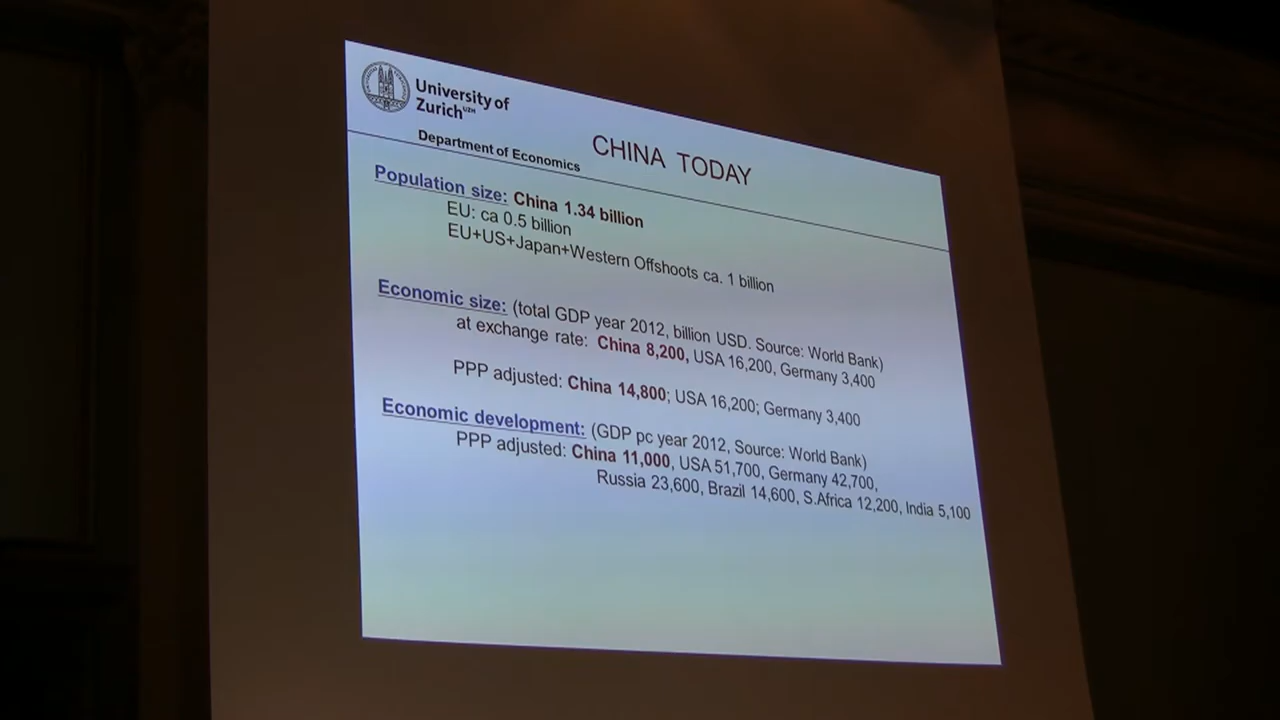 University of
Zurich UZH
Department of Economics
CHINA TODAY
Population size: China 1.34 billion
EU: ca 0.5 billion
EU+US+Japan+Western Offshoots ca. 1 billion
Economic size: (total GDP year 2012, billion USD. Source: World Bank)
at exchange rate: China 8,200, USA 16,200, Germany 3,400
PPP adjusted: China 14,800; USA 16,200; Germany 3,400
Economic development: (GDP pc year 2012, Source: World Bank)
PPP adjusted: China 11,000, USA 51,700, Germany 42,700,
Russia 23,600, Brazil 14,600, S.Africa 12,200, India 5,100